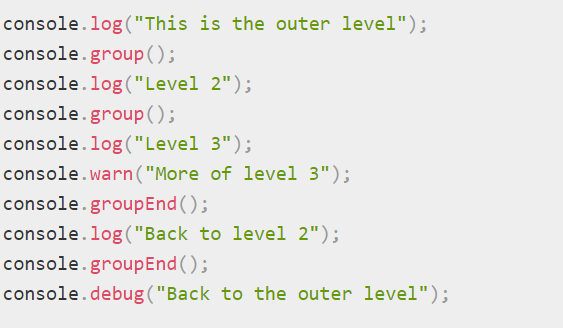 console.log("This is the outer level");
console.group();
console.log("Level 2");
console.group();
console.log("Level 3");
console.warn("More of level 3");
console.groupEnd();
console.log("Back to level 2");
console.groupEnd();
console.debug("Back to the outer level");